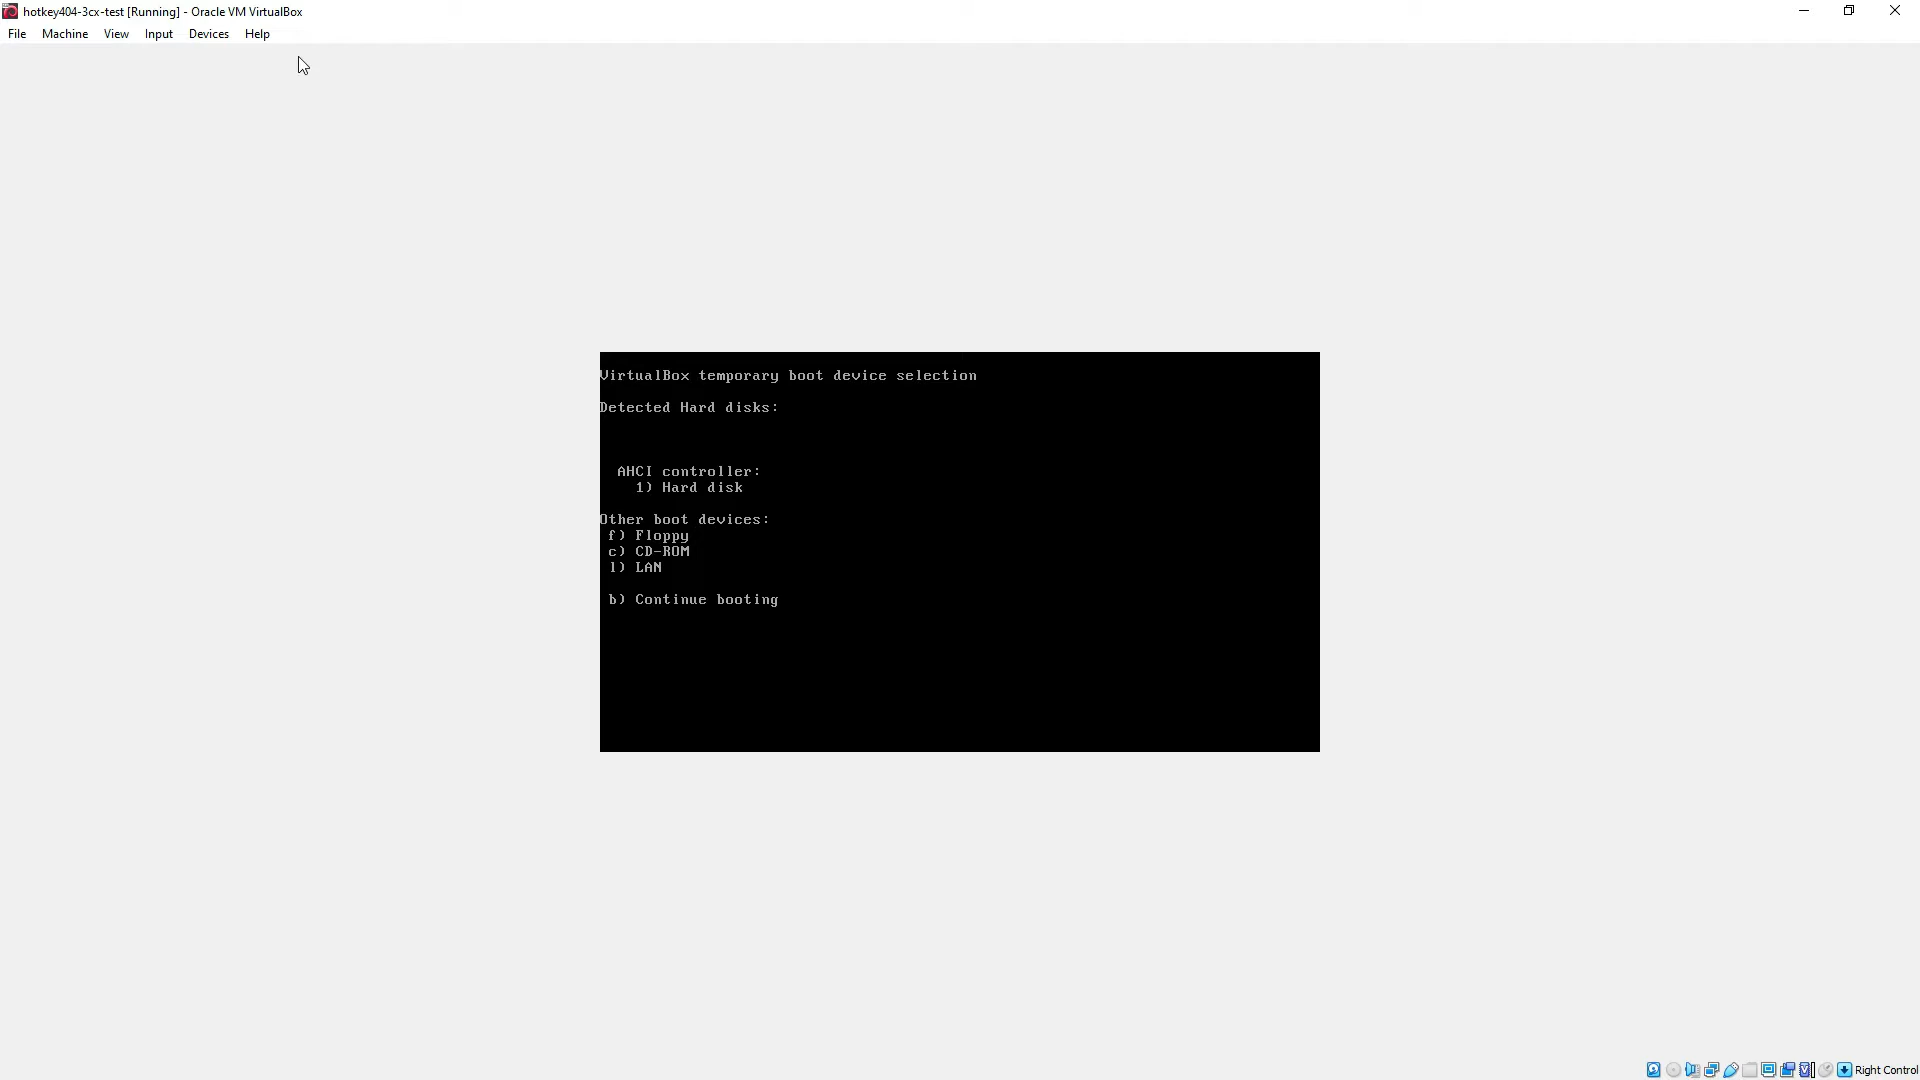 hotkey404-3cx-test [Running] - Oracle VM VirtualBox
File Machine View Input Devices Help
VirtualBox temporary boot device selection
Detected Hard disks:
AHCI controller:
1) Hard disk
Other boot devices:
f) Floppy
c) CD-ROM
l) LAN
b) Continue booting
Right Control